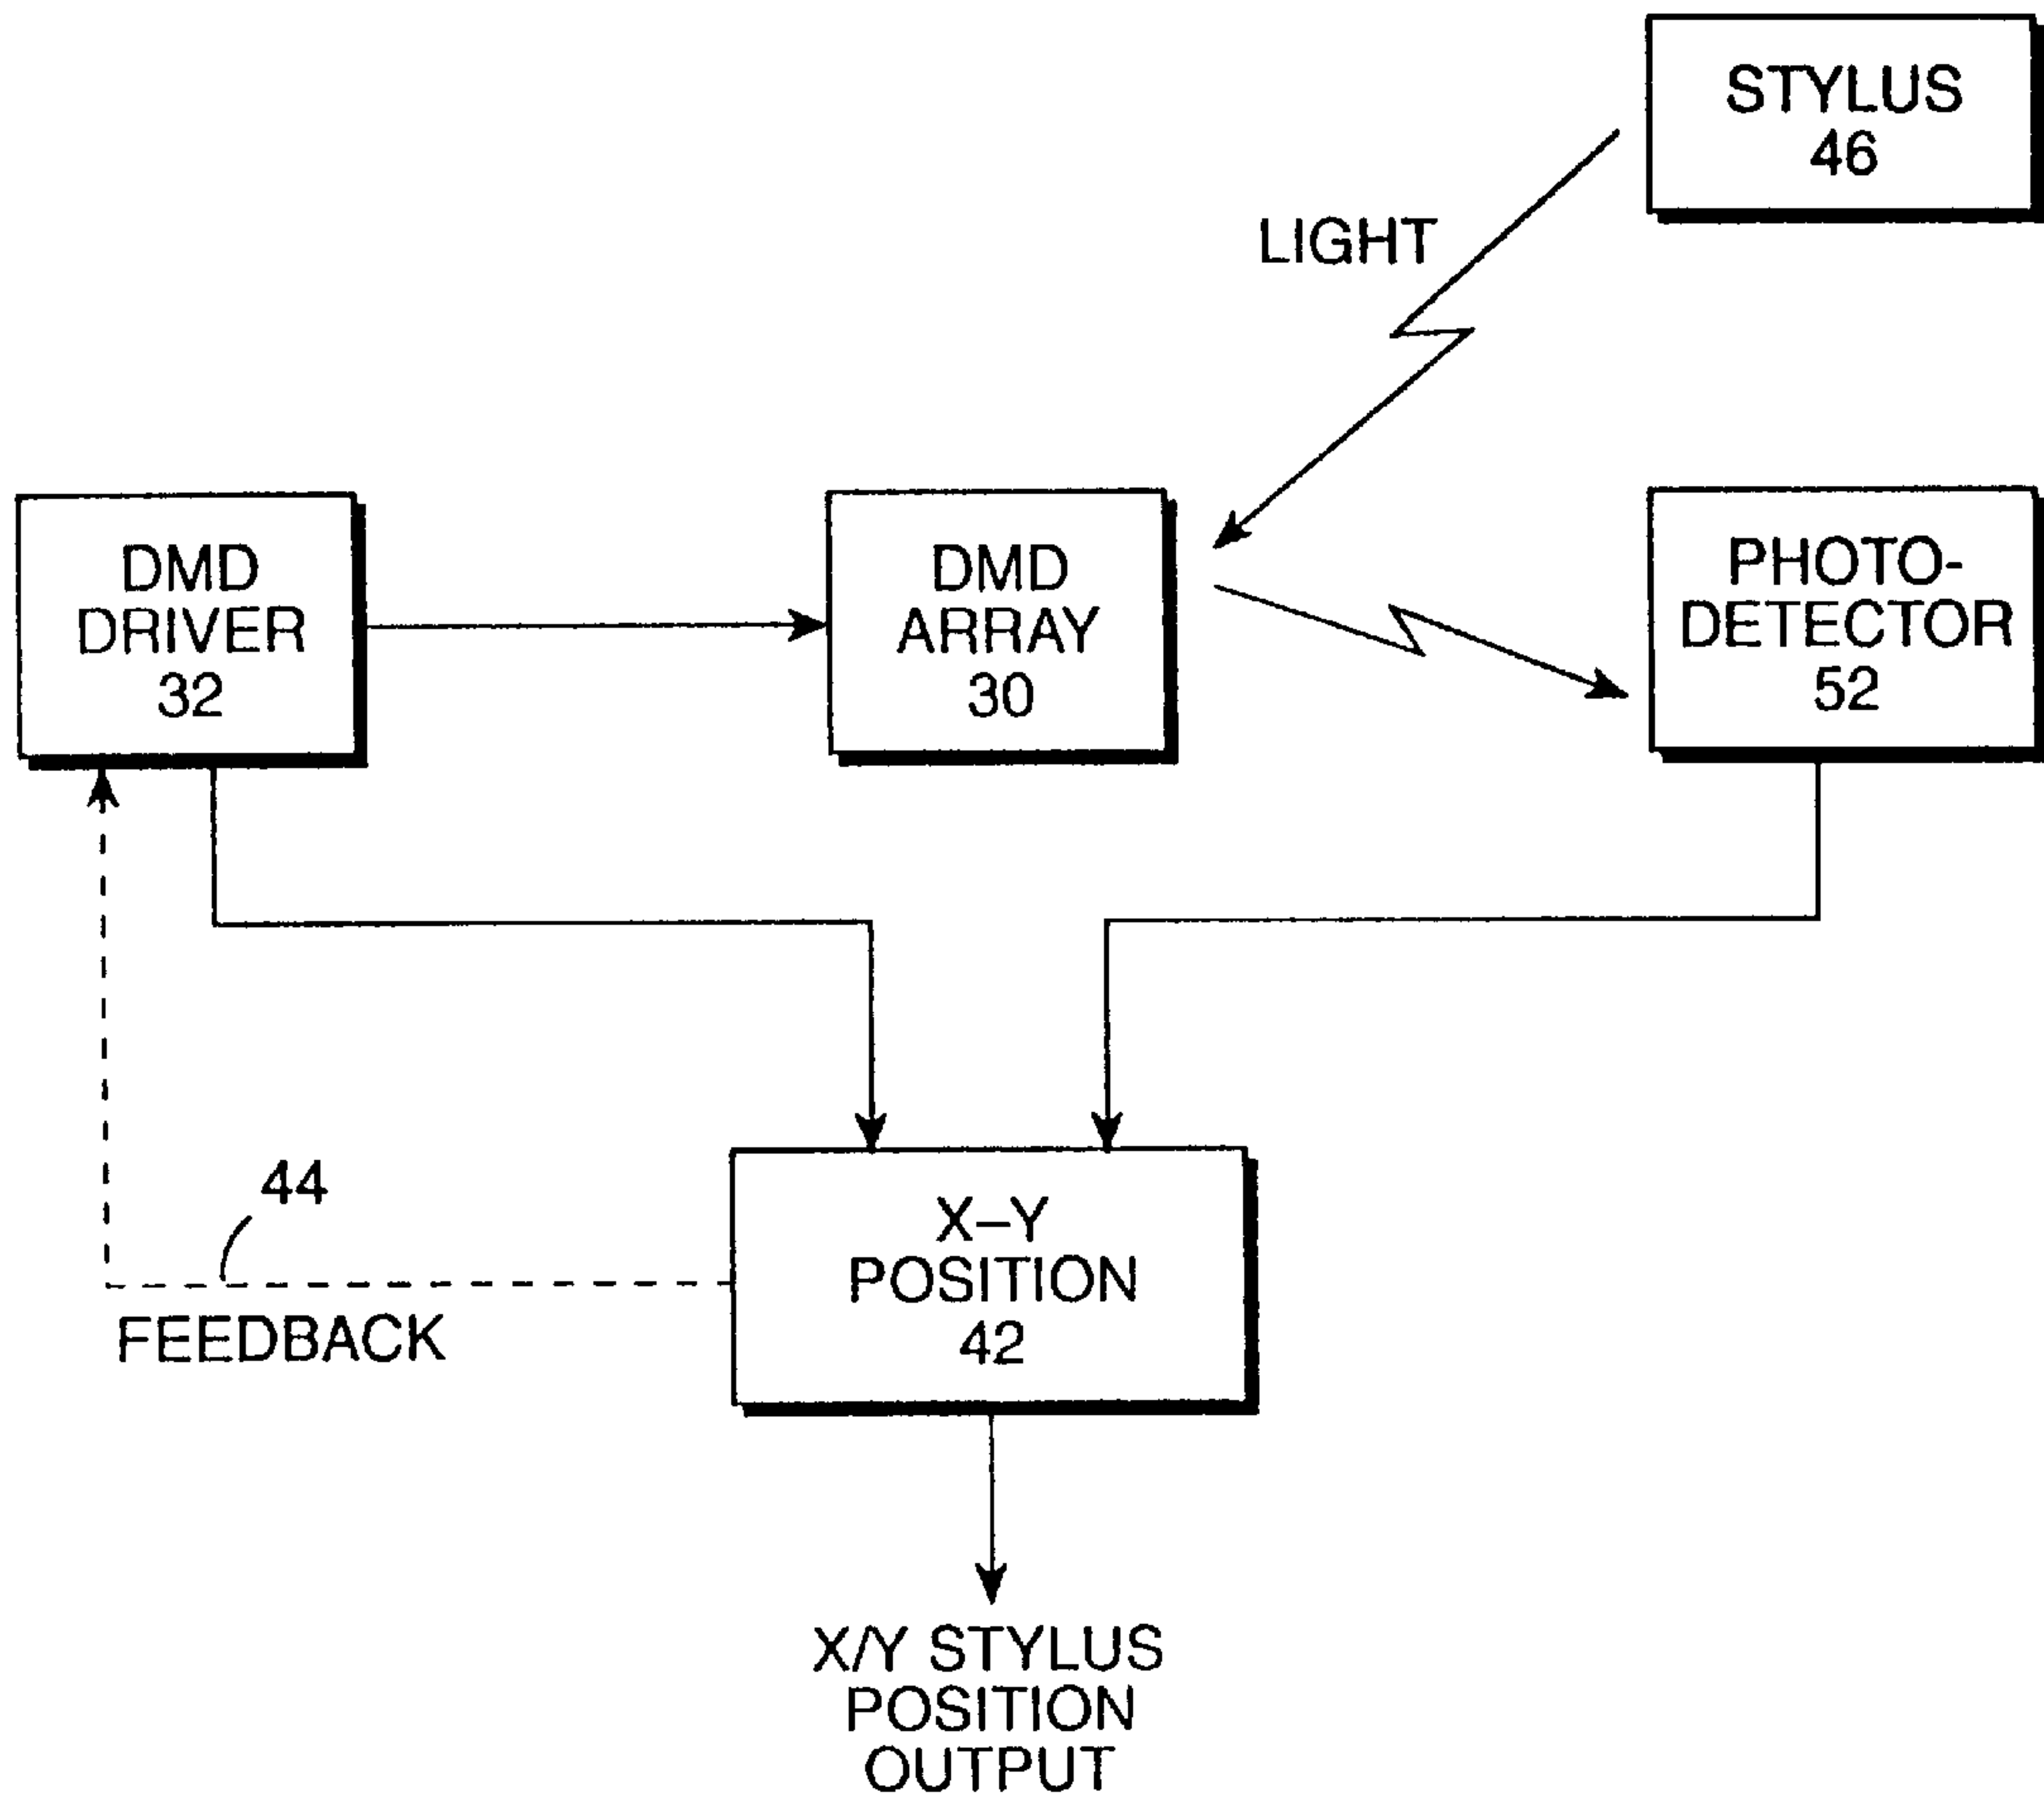 STYLUS
46
LIGHT
DMD
DRIVER
32
DMD
ARRAY
30
PHOTO-
DETECTOR
52
44
FEEDBACK
X–Y
POSITION
42
X/Y STYLUS
POSITION
OUTPUT